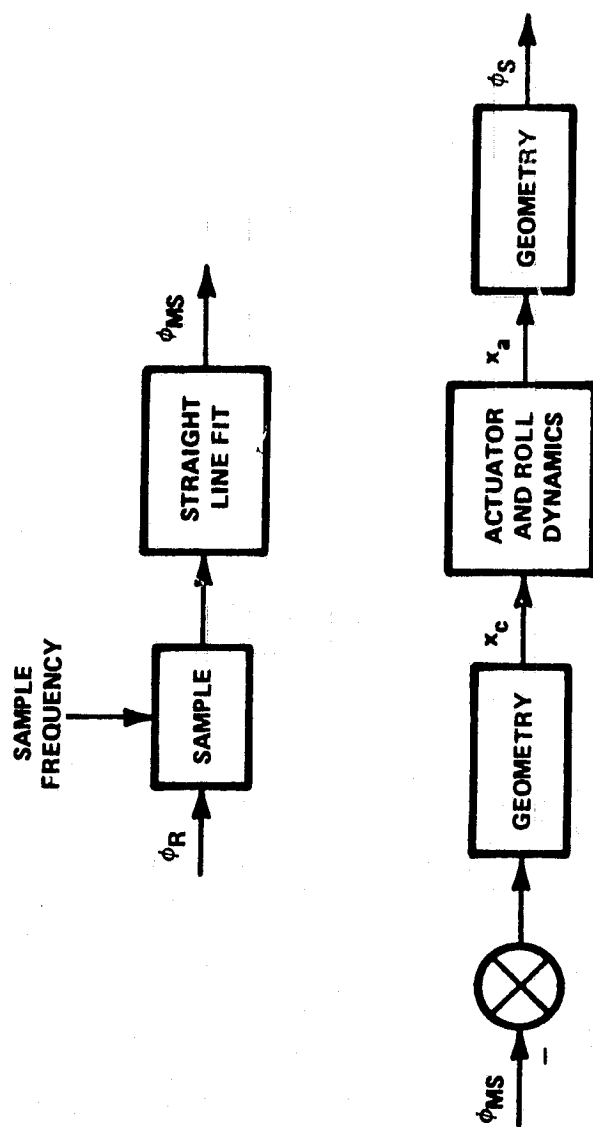 SAMPLE
FREQUENCY
ϕR
SAMPLE
STRAIGHT
LINE FIT
ϕMS
ϕMS
−
GEOMETRY
xc
ACTUATOR
AND ROLL
DYNAMICS
xa
GEOMETRY
ϕS